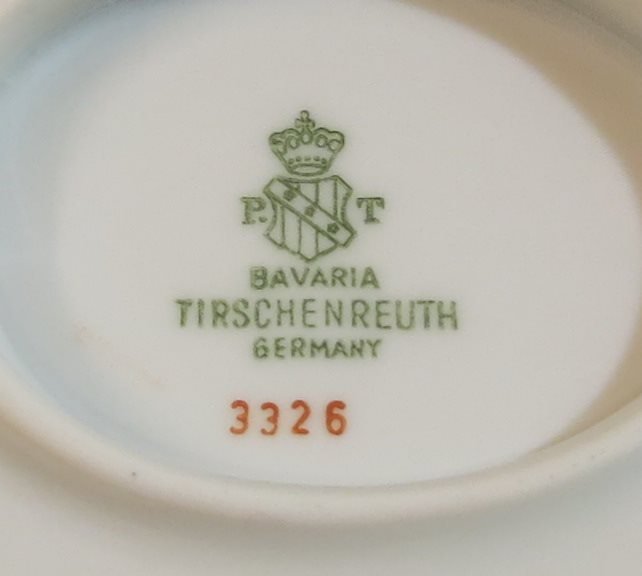 P. T
BAVARIA
TIRSCHENREUTH
GERMANY
3326